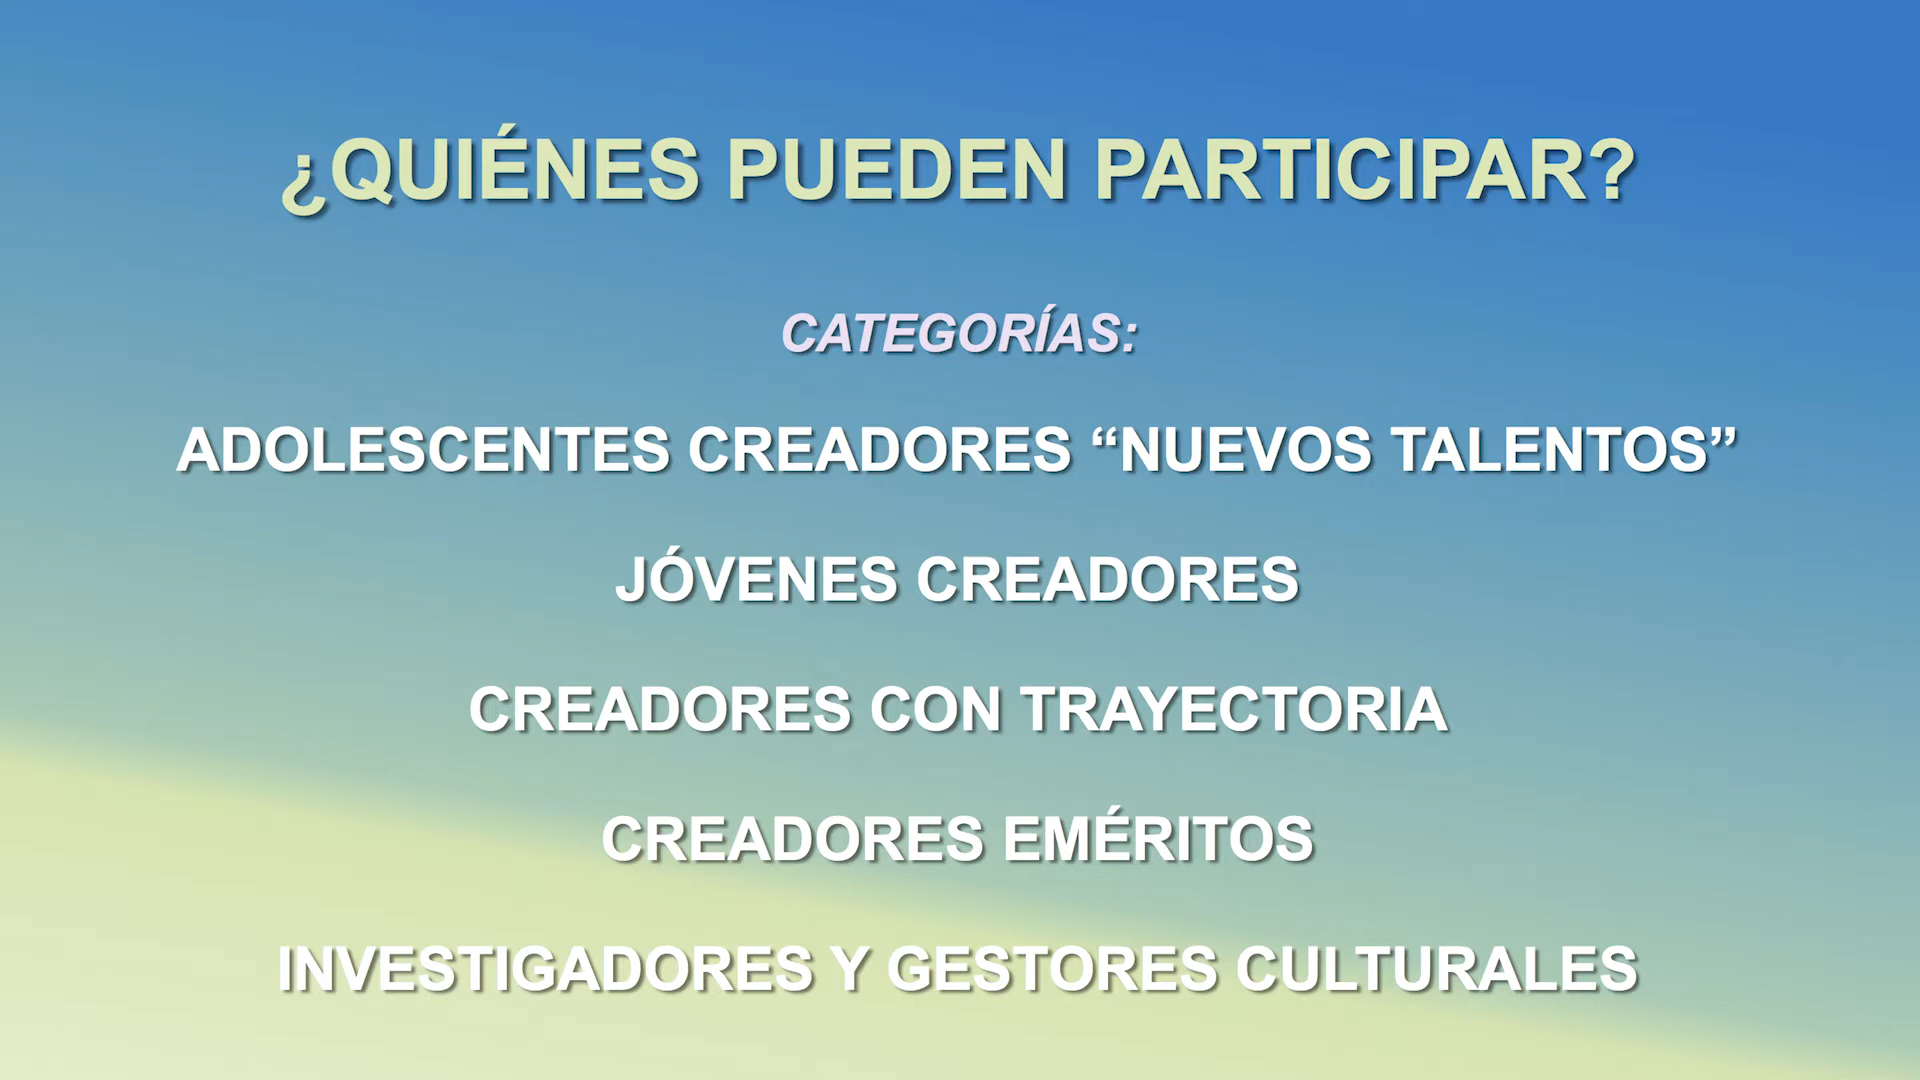 ¿QUIÉNES PUEDEN PARTICIPAR?
CATEGORÍAS:
ADOLESCENTES CREADORES “NUEVOS TALENTOS”
JÓVENES CREADORES
CREADORES CON TRAYECTORIA
CREADORES EMÉRITOS
INVESTIGADORES Y GESTORES CULTURALES